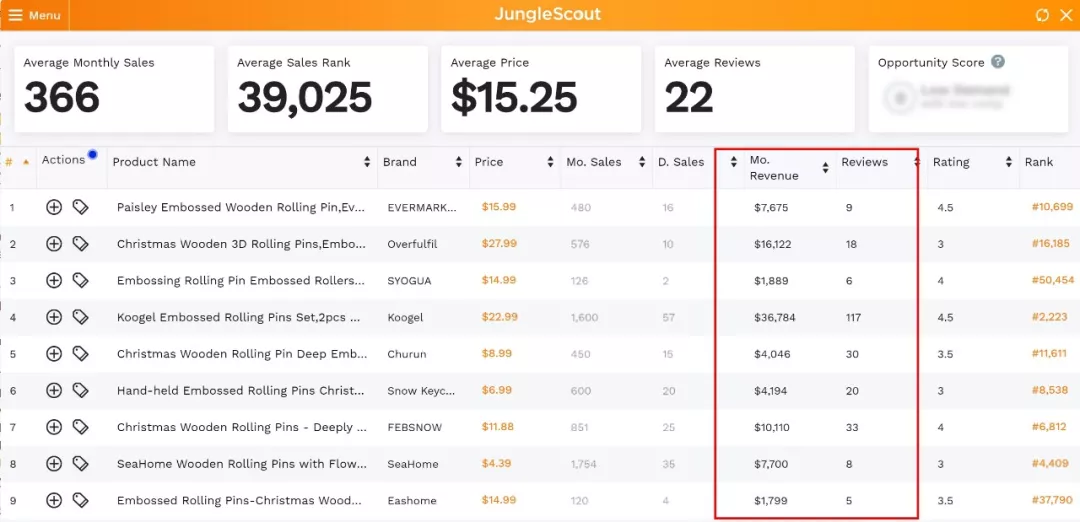 Menu JungleScout
Average Monthly Sales Average Sales Rank Average Price Average Reviews Opportunity Score ?
366 39,025 $15.25 22
# Actions Product Name Brand Price Mo. Sales D. Sales Mo. Revenue Reviews Rating Rank
1 Paisley Embossed Wooden Rolling Pin,Ev... EVERMARK... $15.99 480 16 $7,675 9 4.5 #10,699
2 Christmas Wooden 3D Rolling Pins,Embo... Overfulfil $27.99 576 10 $16,122 18 3 #16,185
3 Embossing Rolling Pin Embossed Rollers... SYOGUA $14.99 126 2 $1,889 6 4 #50,454
4 Koogel Embossed Rolling Pins Set,2pcs ... Koogel $22.99 1,600 57 $36,784 117 4.5 #2,223
5 Christmas Wooden Rolling Pin Deep Emb... Churun $8.99 450 15 $4,046 30 3.5 #11,611
6 Hand-held Embossed Rolling Pins Christ... Snow Keyc... $6.99 600 20 $4,194 20 3 #8,538
7 Christmas Wooden Rolling Pins - Deeply ... FEBSNOW $11.88 851 25 $10,110 33 4 #6,812
8 SeaHome Wooden Rolling Pins with Flow... SeaHome $4.39 1,754 35 $7,700 8 3 #4,409
9 Embossed Rolling Pins-Christmas Wood... Eashome $14.99 120 4 $1,799 5 3.5 #37,790